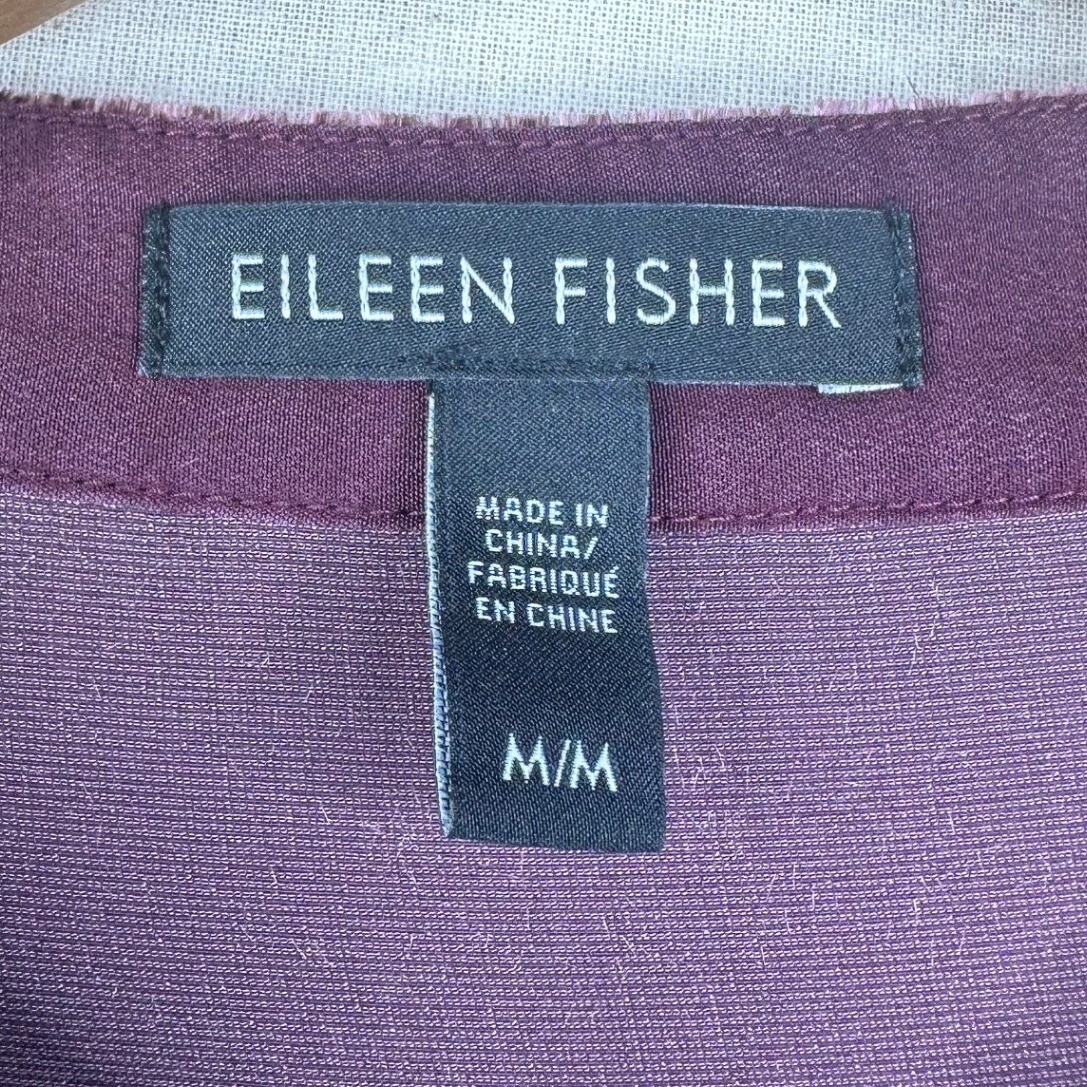 EILEEN FISHER
MADE IN
CHINA/
FABRIQUÉ
EN CHINE
M/M